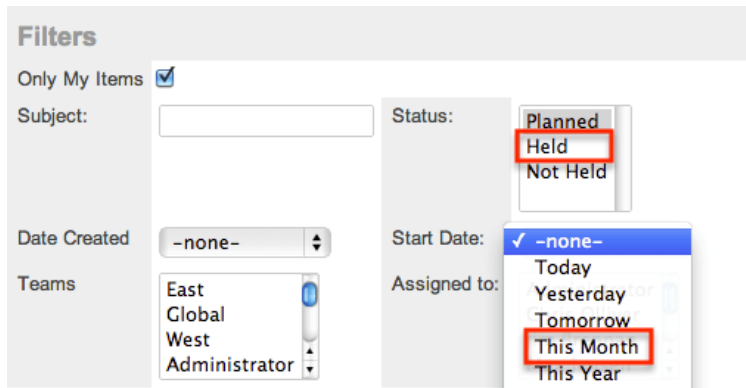 Filters
Only My Items
Subject:
Status:
Planned
Held
Not Held
Date Created
-none-
Start Date:
-none-
Today
Yesterday
Tomorrow
This Month
This Year
Teams
East
Global
West
Administrator
Assigned to: